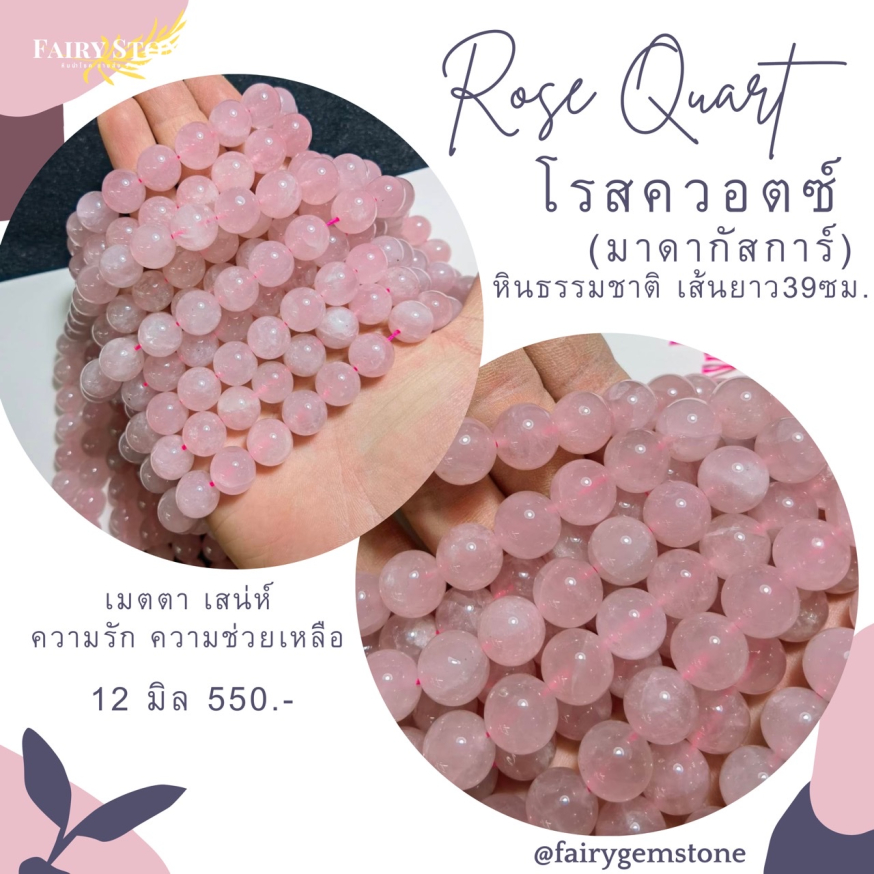 FAIRY STONE
Rose Quart
โรสควอตซ์
(มาดากัสการ์)
หินธรรมชาติ เส้นยาว39ซม.
เมตตา เสน่ห์
ความรัก ความช่วยเหลือ
12 มิล 550.-
@fairygemstone